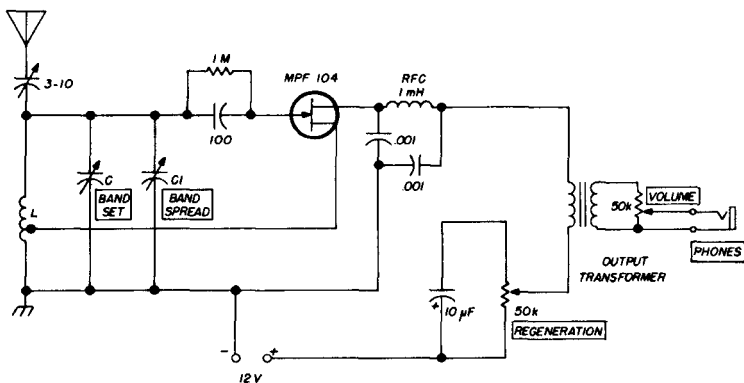 3-10
1 M
100
MPF 104
RFC
1 mH
.001
.001
C
BAND
SET
C1
BAND
SPREAD
L
50k
VOLUME
PHONES
OUTPUT
TRANSFORMER
10 µF
+
50k
REGENERATION
- +
12 V